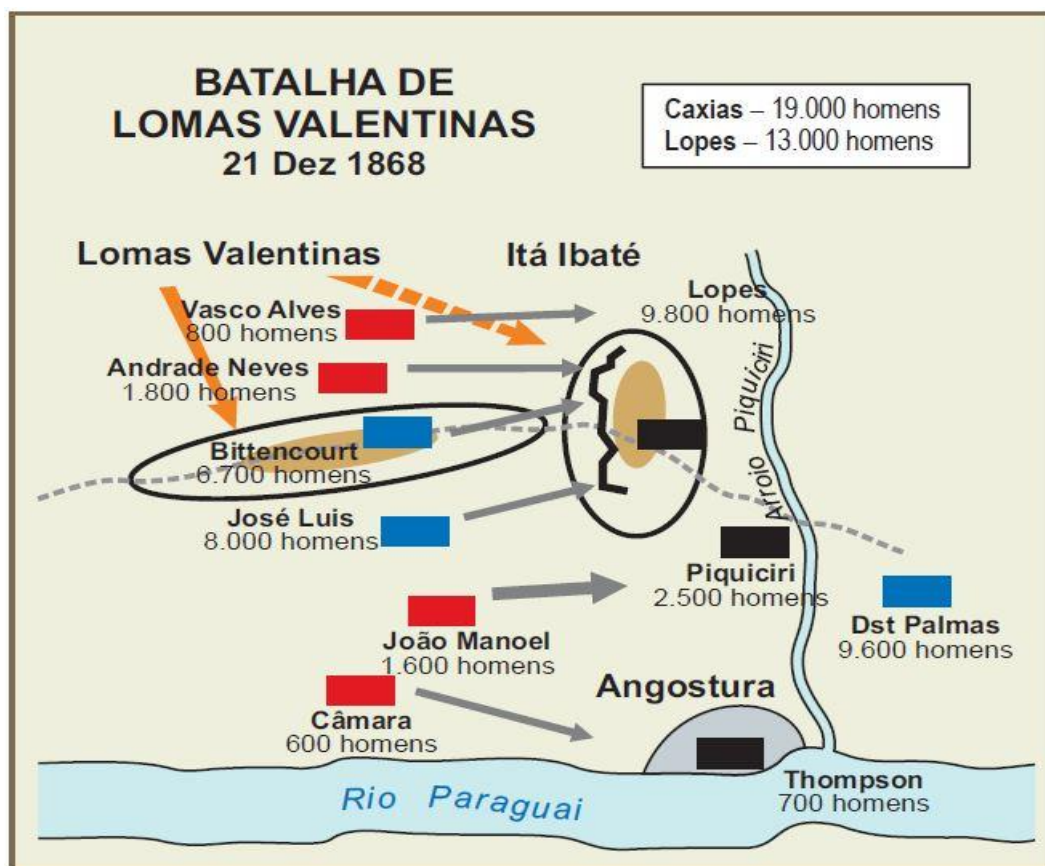 BATALHA DE
LOMAS VALENTINAS
21 Dez 1868
Caxias – 19.000 homens
Lopes – 13.000 homens
Lomas Valentinas
Itá Ibaté
Vasco Alves
800 homens
Lopes
9.800 homens
Andrade Neves
1.800 homens
Arroio Piquiciri
Bittencourt
6.700 homens
José Luis
8.000 homens
Piquiciri
2.500 homens
Dst Palmas
9.600 homens
João Manoel
1.600 homens
Angostura
Câmara
600 homens
Thompson
700 homens
Rio Paraguai